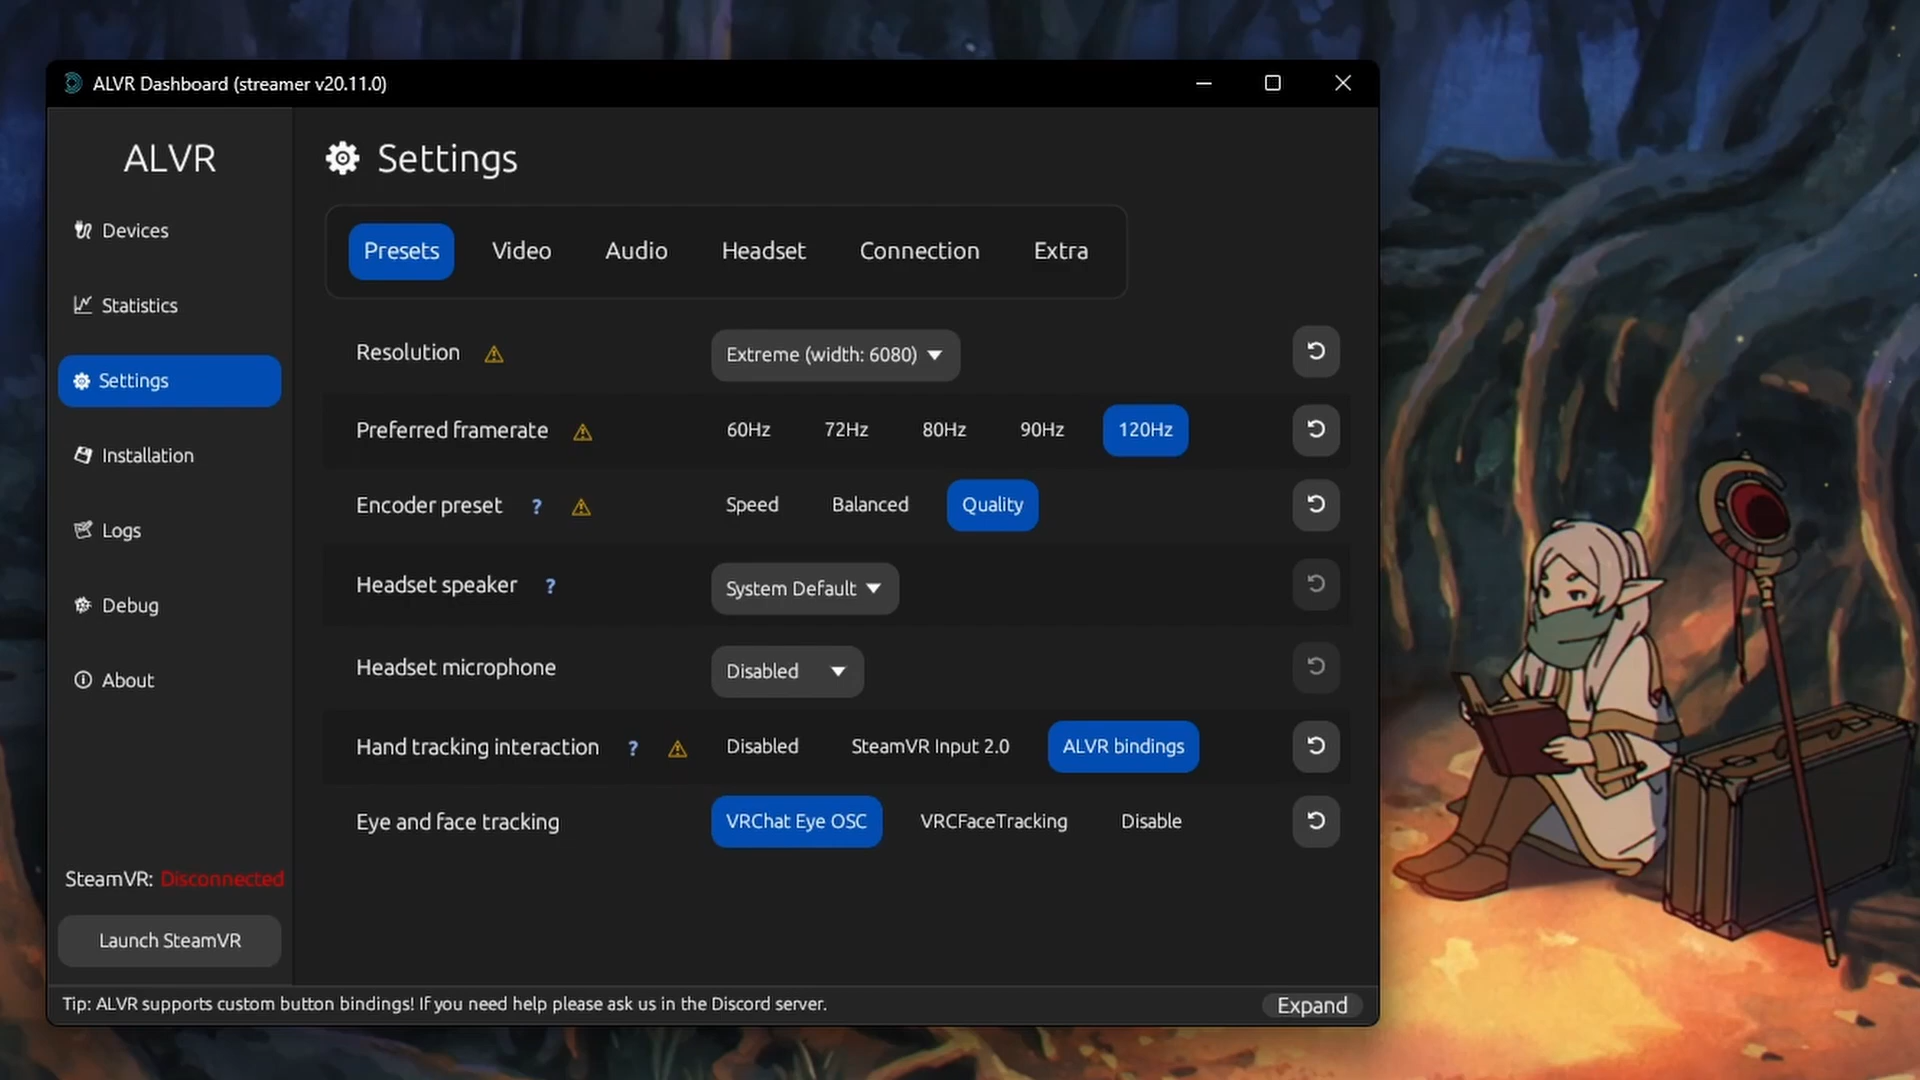 ALVR Dashboard (streamer v20.11.0)
ALVR
Devices
Statistics
Settings
Installation
Logs
Debug
About
SteamVR: Disconnected
Launch SteamVR
Settings
Presets Video Audio Headset Connection Extra
Resolution Extreme (width: 6080)
Preferred framerate 60Hz 72Hz 80Hz 90Hz 120Hz
Encoder preset ? Speed Balanced Quality
Headset speaker ? System Default
Headset microphone Disabled
Hand tracking interaction ? Disabled SteamVR Input 2.0 ALVR bindings
Eye and face tracking VRChat Eye OSC VRCFaceTracking Disable
Tip: ALVR supports custom button bindings! If you need help please ask us in the Discord server. Expand